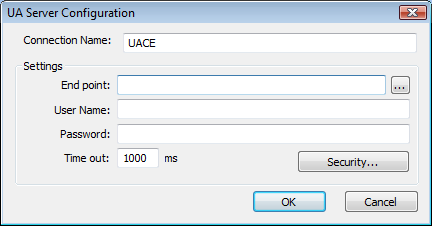 UA Server Configuration
Connection Name: UACE
Settings
End point: ...
User Name:
Password:
Time out: 1000 ms
Security...
OK Cancel